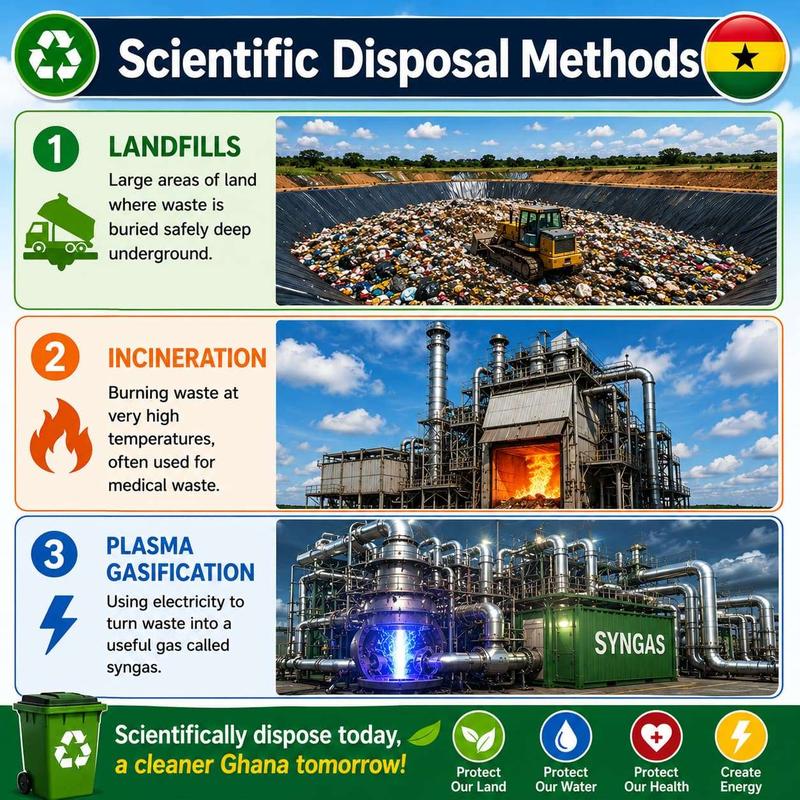 Scientific Disposal Methods
1
LANDFILLS
Large areas of land
where waste is
buried safely deep
underground.
2
INCINERATION
Burning waste at
very high
temperatures,
often used for
medical waste.
3
PLASMA
GASIFICATION
Using electricity to
turn waste into a
useful gas called
syngas.
SYNGAS
Scientifically dispose today,
a cleaner Ghana tomorrow!
Protect
Our Land
Protect
Our Water
Protect
Our Health
Create
Energy